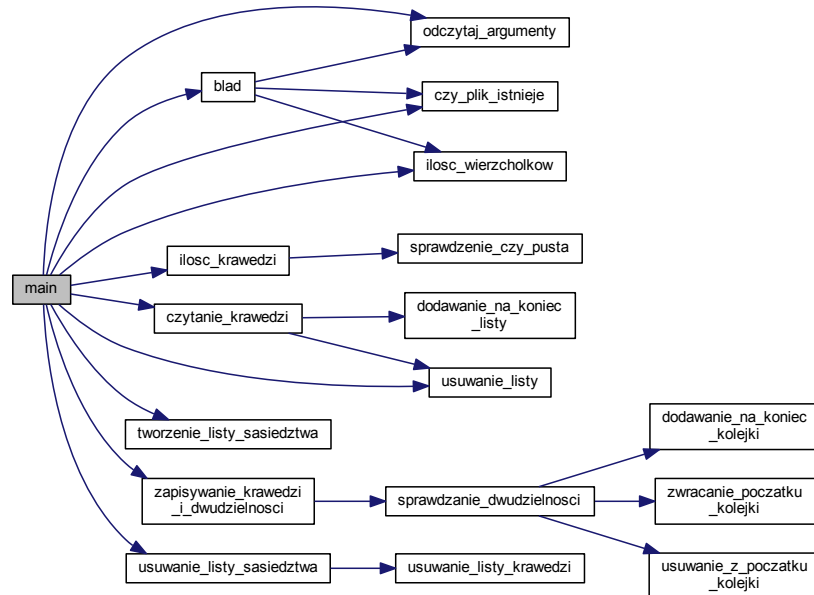 odczytaj_argumenty
blad
czy_plik_istnieje
ilosc_wierzcholkow
ilosc_krawedzi
sprawdzenie_czy_pusta
main
czytanie_krawedzi
dodawanie_na_koniec
_listy
usuwanie_listy
tworzenie_listy_sasiedztwa
dodawanie_na_koniec
_kolejki
zapisywanie_krawedzi
_i_dwudzielnosci
sprawdzanie_dwudzielnosci
zwracanie_poczatku
_kolejki
usuwanie_listy_sasiedztwa
usuwanie_listy_krawedzi
usuwanie_z_poczatku
_kolejki